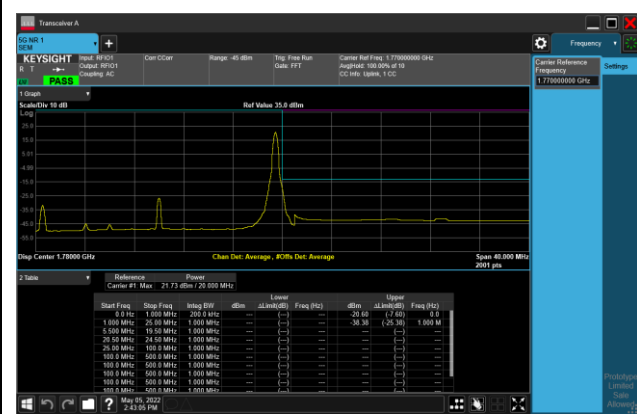 Transceiver A
5G NR 1
SEM
Frequency
KEYSIGHT
R T
PASS
Input: RFIO1
Output: RFIO1
Coupling: AC
Corr CCorr
Range: -45 dBm
Trig: Free Run
Gate: FFT
Carrier Ref Freq: 1.770000000 GHz
Avg|Hold: 100.00% of 10
CC Info: Uplink, 1 CC
Carrier Reference
Frequency
1.770000000 GHz
Settings
1 Graph
Scale/Div 10 dB
Ref Value 35.0 dBm
Log
25.0
15.0
5.01
-4.99
-15.0
-25.0
-35.0
-45.0
-55.0
Disp Center 1.78000 GHz
Chan Det: Average , #Offs Det: Average
Span 40.000 MHz
2001 pts
2 Table
Reference Power
Carrier #1 Max 21.73 dBm / 20.000 MHz
Lower Upper
Start Freq Stop Freq Integ BW dBm ΔLimit(dB) Freq (Hz) dBm ΔLimit(dB) Freq (Hz)
0.0 Hz 1.000 MHz 200.0 kHz --- (---) --- -20.60 (-7.60) 0.0
1.000 MHz 25.00 MHz 1.000 MHz --- (---) --- -38.38 (-25.38) 1.000 M
5.500 MHz 19.50 MHz 1.000 MHz --- (---) --- --- (---) ---
20.50 MHz 24.50 MHz 1.000 MHz --- (---) --- --- (---) ---
25.00 MHz 100.0 MHz 1.000 MHz --- (---) --- --- (---) ---
100.0 MHz 500.0 MHz 1.000 MHz --- (---) --- --- (---) ---
100.0 MHz 500.0 MHz 1.000 MHz --- (---) --- --- (---) ---
100.0 MHz 500.0 MHz 1.000 MHz --- (---) --- --- (---) ---
100.0 MHz 500.0 MHz 1.000 MHz --- (---) --- --- (---) ---
May 05, 2022
2:43:05 PM
Prototype
Limited
Sale
Allowed